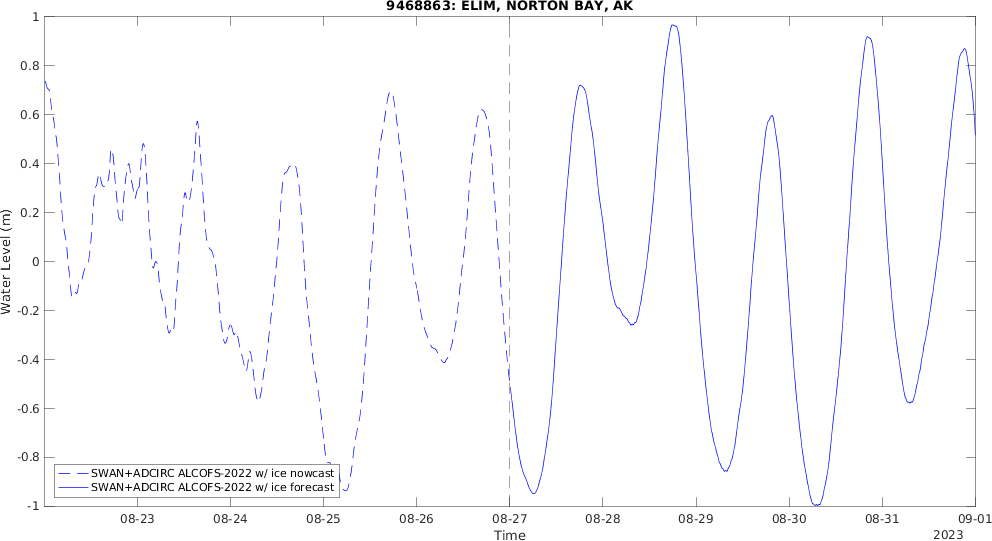 9468863: ELIM, NORTON BAY, AK
1
0.8
0.6
0.4
0.2
0
-0.2
-0.4
-0.6
-0.8
-1
Water Level (m)
SWAN+ADCIRC ALCOFS-2022 w/ ice nowcast
SWAN+ADCIRC ALCOFS-2022 w/ ice forecast
08-23 08-24 08-25 08-26 08-27 08-28 08-29 08-30 08-31 09-01
Time
2023